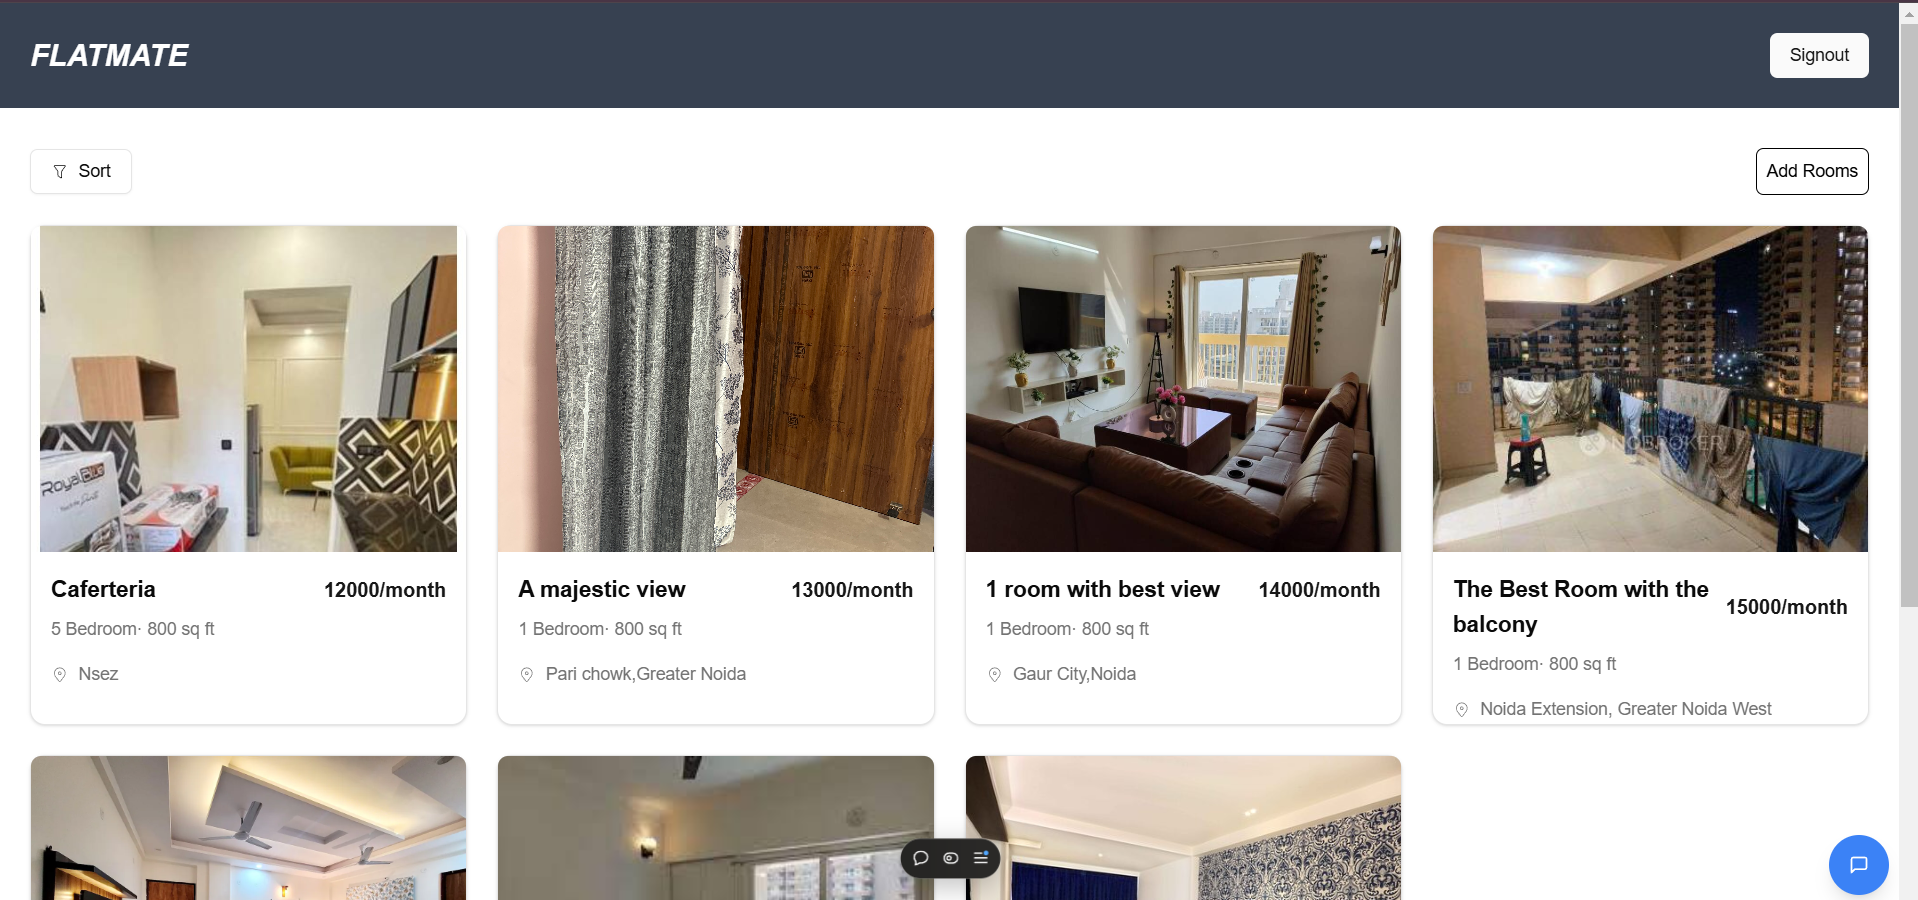 FLATMATE
Signout
Sort
Add Rooms
Royal Blue
NOBROKER
Caferteria
12000/month
5 Bedroom· 800 sq ft
Nsez
A majestic view
13000/month
1 Bedroom· 800 sq ft
Pari chowk,Greater Noida
1 room with best view
14000/month
1 Bedroom· 800 sq ft
Gaur City,Noida
The Best Room with the
balcony
15000/month
1 Bedroom· 800 sq ft
Noida Extension, Greater Noida West